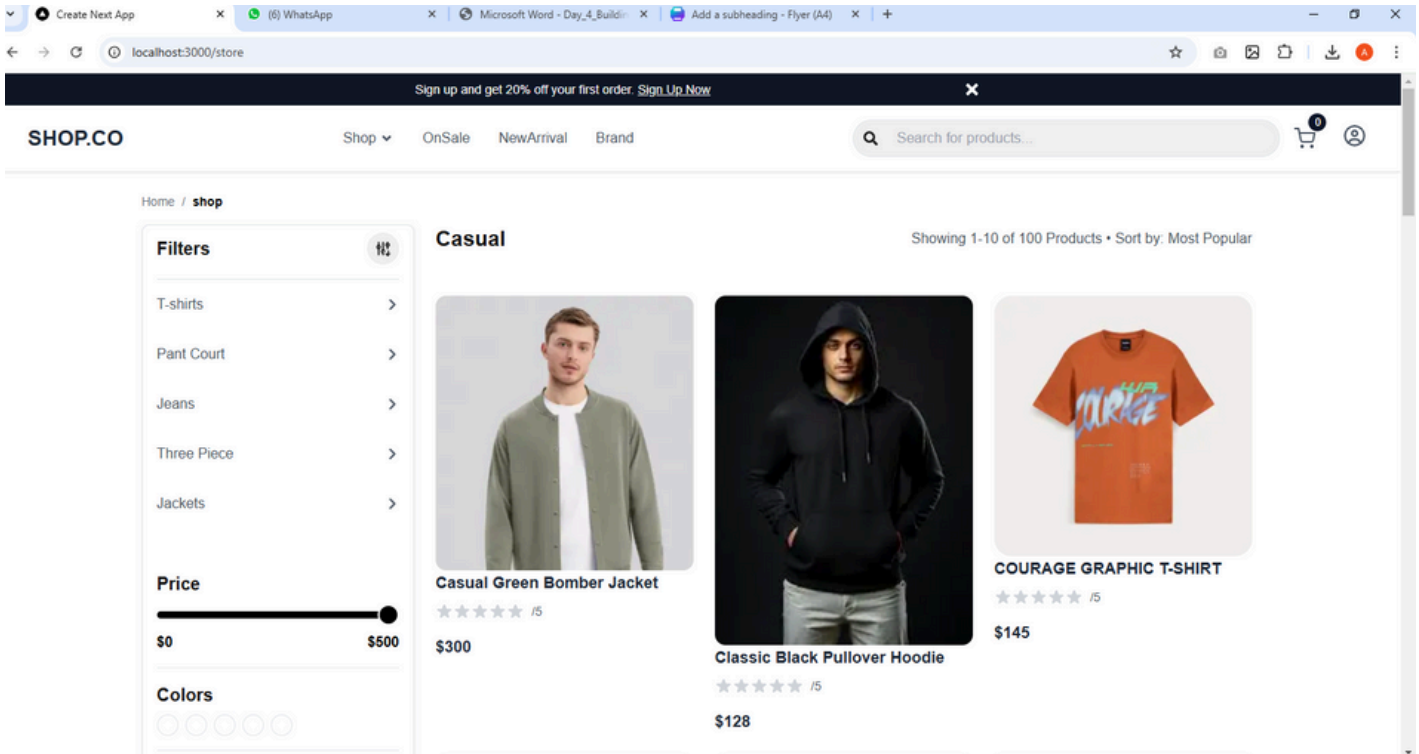 Create Next App
(6) WhatsApp
Microsoft Word - Day_4_Buildin
Add a subheading - Flyer (A4)
localhost:3000/store
A
Sign up and get 20% off your first order. Sign Up Now
SHOP.CO
Shop
OnSale
NewArrival
Brand
Search for products...
0
Home / shop
Filters
T-shirts
Pant Court
Jeans
Three Piece
Jackets
Price
$0 $500
Colors
Casual
Showing 1-10 of 100 Products • Sort by: Most Popular
Casual Green Bomber Jacket
/5
$300
Classic Black Pullover Hoodie
/5
$128
COURAGE
COURAGE GRAPHIC T-SHIRT
/5
$145